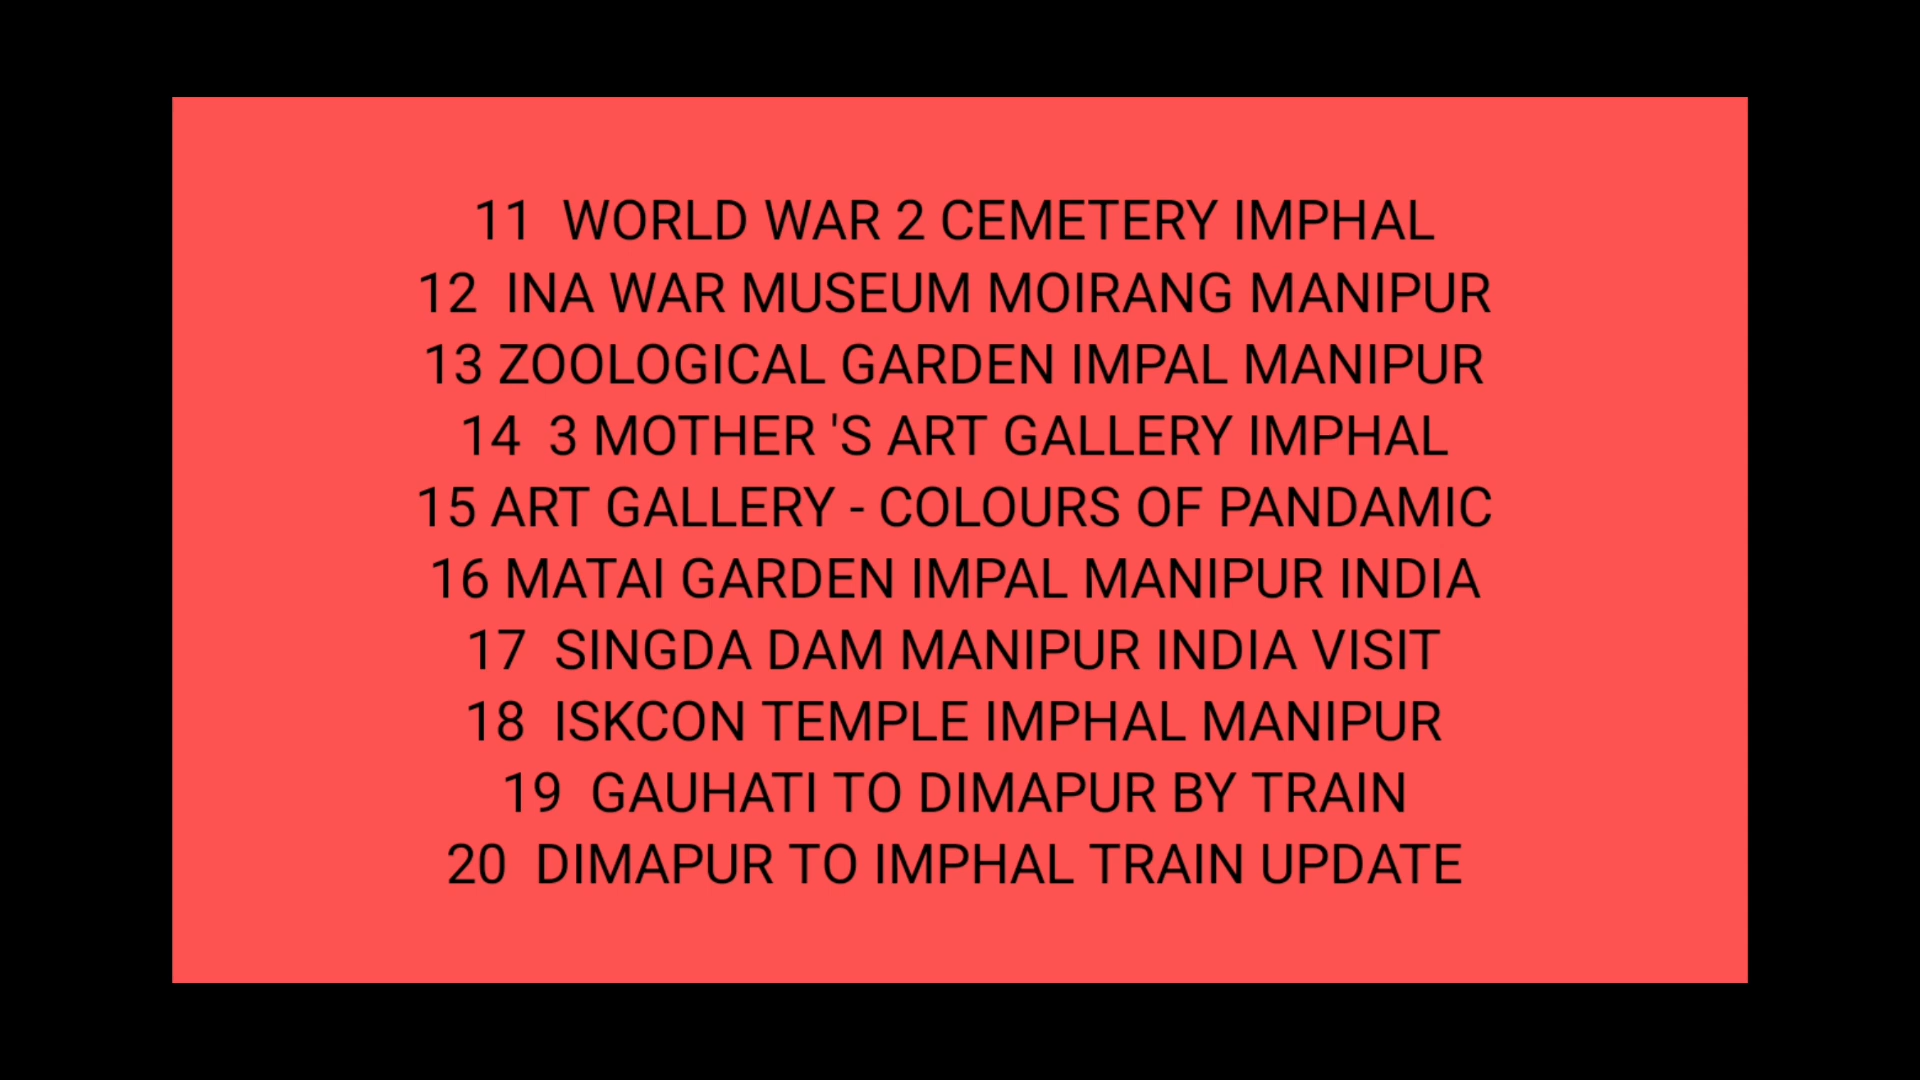 11 WORLD WAR 2 CEMETERY IMPHAL
12 INA WAR MUSEUM MOIRANG MANIPUR
13 ZOOLOGICAL GARDEN IMPAL MANIPUR
14 3 MOTHER 'S ART GALLERY IMPHAL
15 ART GALLERY - COLOURS OF PANDAMIC
16 MATAI GARDEN IMPAL MANIPUR INDIA
17 SINGDA DAM MANIPUR INDIA VISIT
18 ISKCON TEMPLE IMPHAL MANIPUR
19 GAUHATI TO DIMAPUR BY TRAIN
20 DIMAPUR TO IMPHAL TRAIN UPDATE